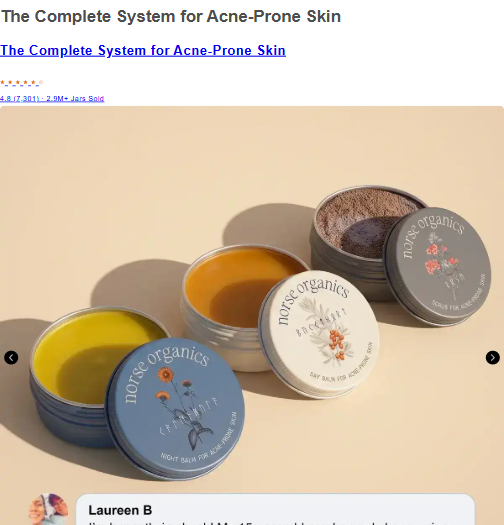 The Complete System for Acne-Prone Skin
The Complete System for Acne-Prone Skin
4.8 (7,301) · 2.9M+ Jars Sold
norse organics
SCRUB FOR ACNE-PRONE SKIN
norse organics
DAY BALM FOR ACNE-PRONE SKIN
norse organics
NIGHT BALM FOR ACNE-PRONE SKIN
Laureen B